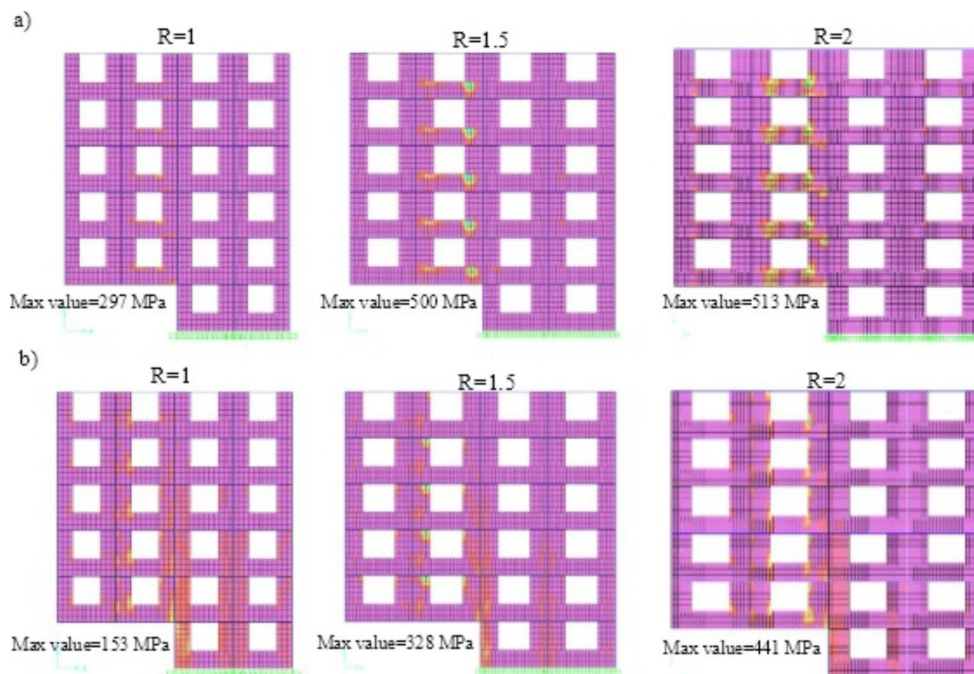 a)
R=1
R=1.5
R=2
Max value=297 MPa
Max value=500 MPa
Max value=513 MPa
b)
R=1
R=1.5
R=2
Max value=153 MPa
Max value=328 MPa
Max value=441 MPa